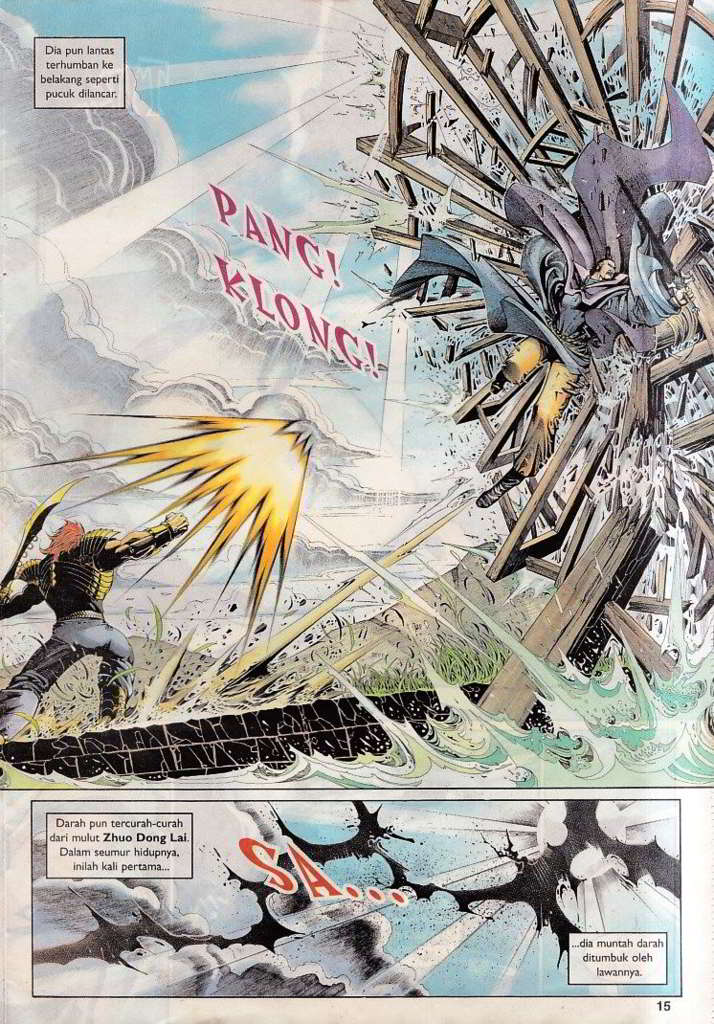 Dia pun lantas
terhumban ke
belakang seperti
pucuk dilancar.
PANG!
KLONG!
Darah pun tercurah-curah
dari mulut Zhuo Dong Lai.
Dalam seumur hidupnya,
inilah kali pertama...
SA...
...dia muntah darah
ditumbuk oleh
lawannya.
15